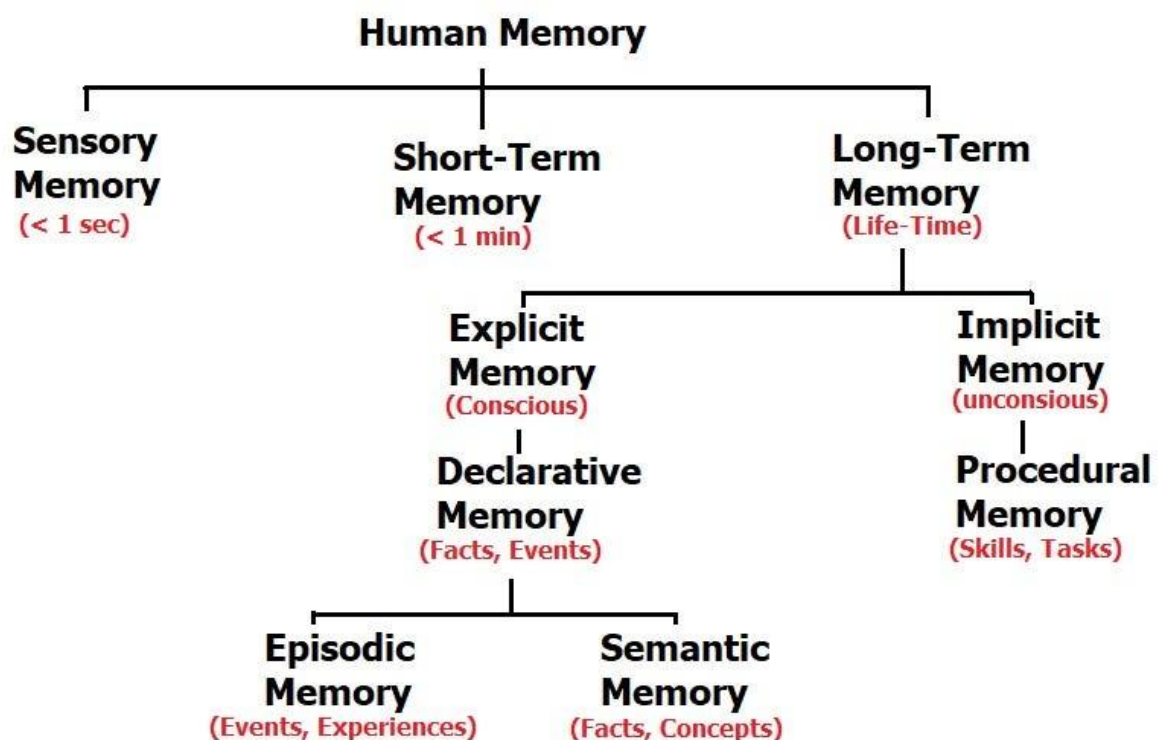 Human Memory
Sensory
Memory
(< 1 sec)
Short-Term
Memory
(< 1 min)
Long-Term
Memory
(Life-Time)
Explicit
Memory
(Conscious)
Implicit
Memory
(unconsious)
Declarative
Memory
(Facts, Events)
Procedural
Memory
(Skills, Tasks)
Episodic
Memory
(Events, Experiences)
Semantic
Memory
(Facts, Concepts)